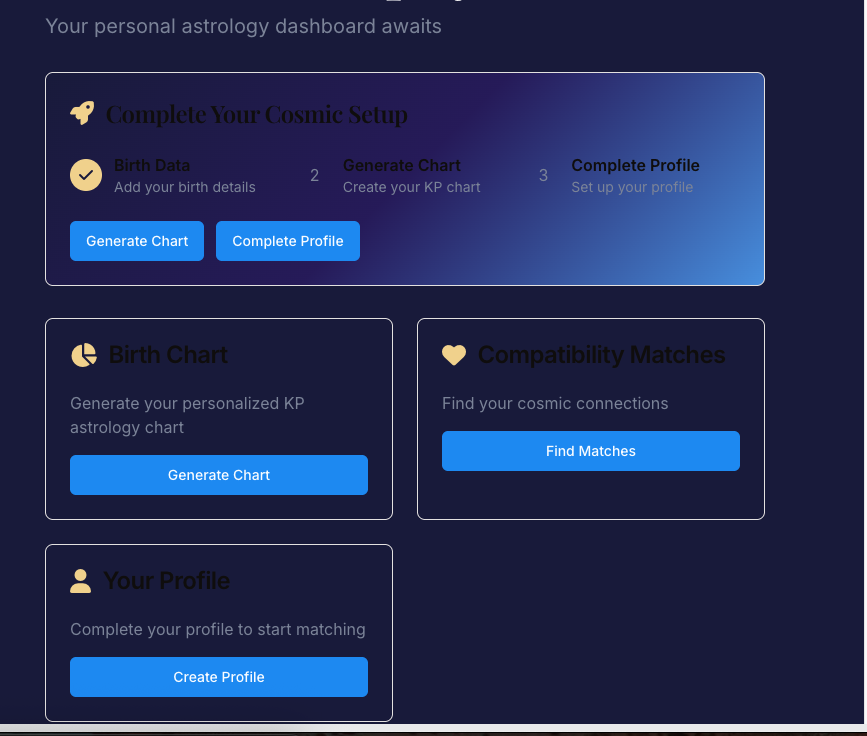 Your personal astrology dashboard awaits
Complete Your Cosmic Setup
Birth Data
Add your birth details
2
Generate Chart
Create your KP chart
3
Complete Profile
Set up your profile
Generate Chart
Complete Profile
Birth Chart
Generate your personalized KP
astrology chart
Generate Chart
Compatibility Matches
Find your cosmic connections
Find Matches
Your Profile
Complete your profile to start matching
Create Profile